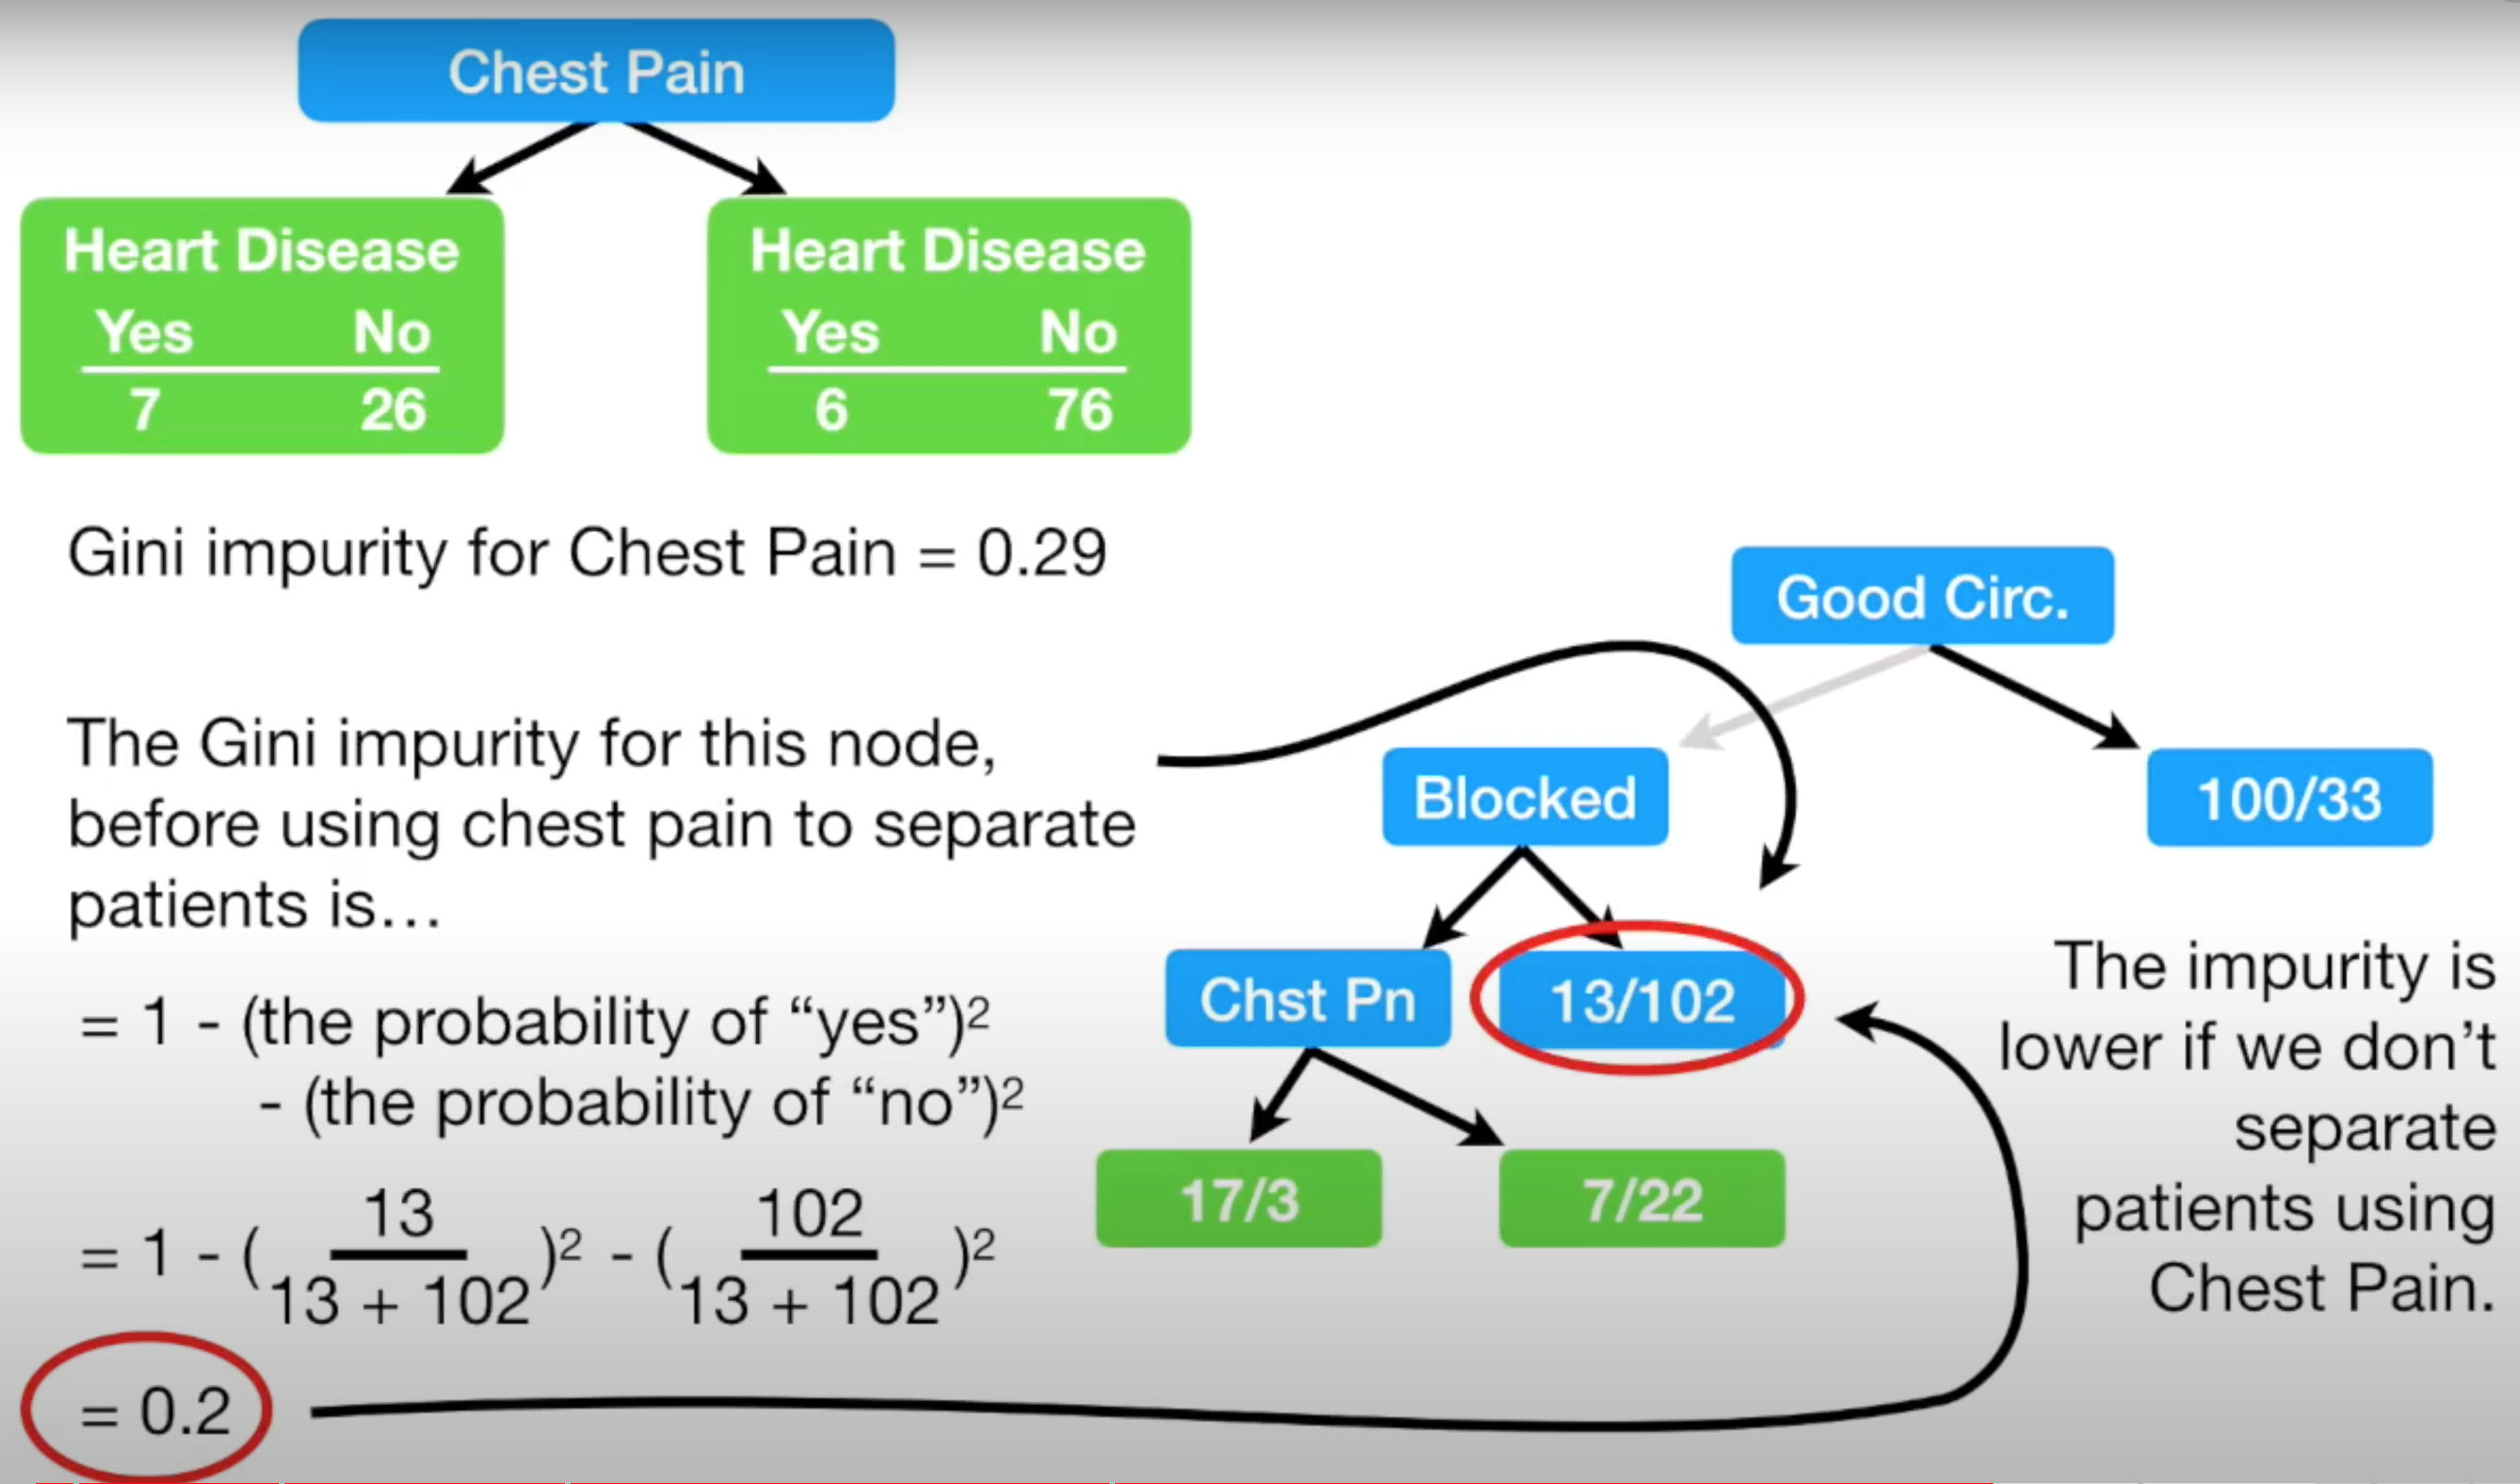 Chest Pain
Heart Disease
Yes No
7 26
Heart Disease
Yes No
6 76
Gini impurity for Chest Pain = 0.29
The Gini impurity for this node,
before using chest pain to separate
patients is…
= 1 - (the probability of “yes”)²
- (the probability of “no”)²
= 1 - ( 13 / 13 + 102 )² - ( 102 / 13 + 102 )²
= 0.2
Good Circ.
Blocked
100/33
Chst Pn
13/102
17/3
7/22
The impurity is
lower if we don’t
separate
patients using
Chest Pain.